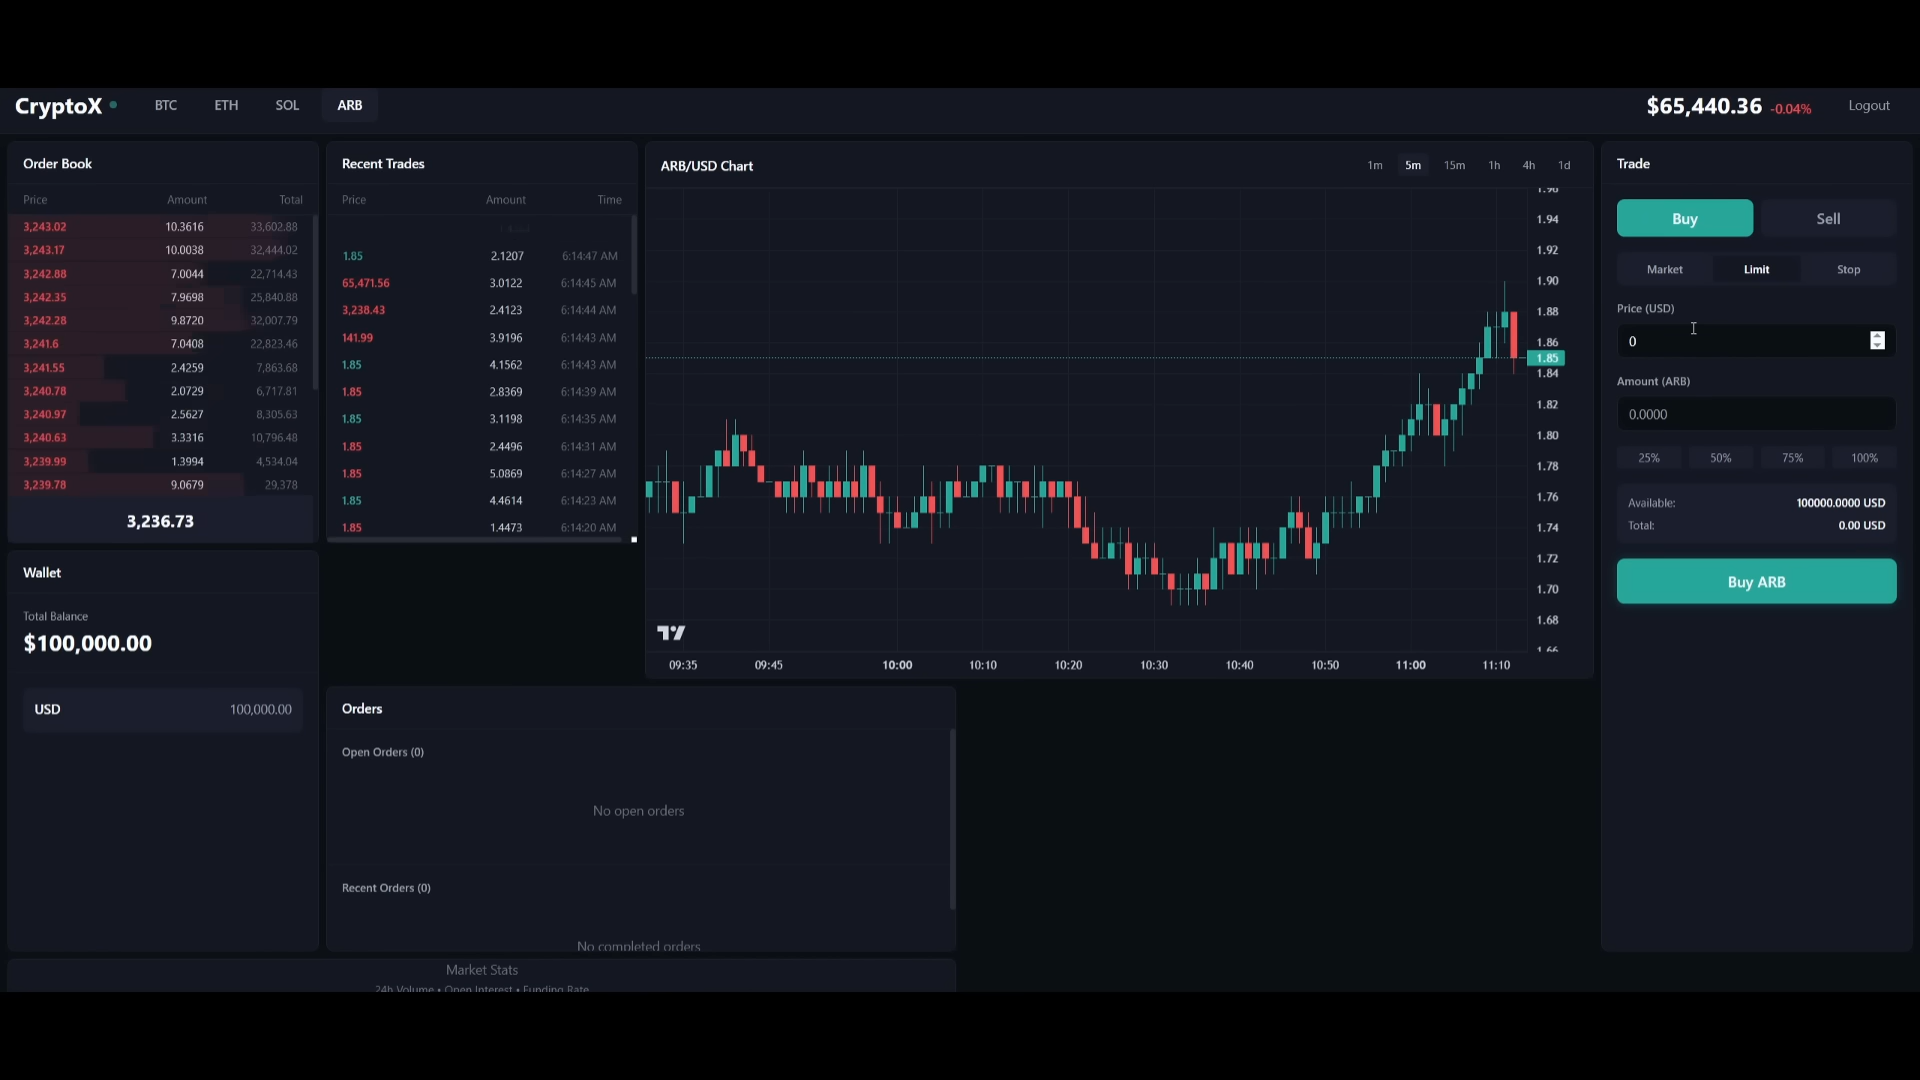 CryptoX BTC ETH SOL ARB $65,440.36 -0.04% Logout
Order Book
Price Amount Total
3,243.02 10.3616 33,602.88
3,243.17 10.0038 32,444.02
3,242.88 7.0044 22,714.43
3,242.35 7.9698 25,840.88
3,242.28 9.8720 32,007.79
3,241.6 7.0408 22,823.46
3,241.55 2.4259 7,863.68
3,240.78 2.0729 6,717.81
3,240.97 2.5627 8,305.63
3,240.63 3.3316 10,796.48
3,239.99 1.3994 4,534.04
3,239.78 9.0679 29,378
3,236.73
Recent Trades
Price Amount Time
1.85 2.1207 6:14:47 AM
65,471.56 3.0122 6:14:45 AM
3,238.43 2.4123 6:14:44 AM
141.99 3.9196 6:14:43 AM
1.85 4.1562 6:14:43 AM
1.85 2.8369 6:14:39 AM
1.85 3.1198 6:14:35 AM
1.85 2.4496 6:14:31 AM
1.85 5.0869 6:14:27 AM
1.85 4.4614 6:14:23 AM
1.85 1.4473 6:14:20 AM
ARB/USD Chart 1m 5m 15m 1h 4h 1d
1.96
1.94
1.92
1.90
1.88
1.86
1.85
1.84
1.82
1.80
1.78
1.76
1.74
1.72
1.70
1.68
1.66
09:35 09:45 10:00 10:10 10:20 10:30 10:40 10:50 11:00 11:10
Trade
Buy Sell
Market Limit Stop
Price (USD)
0
Amount (ARB)
0.0000
25% 50% 75% 100%
Available: 100000.0000 USD
Total: 0.00 USD
Buy ARB
Wallet
Total Balance
$100,000.00
USD 100,000.00
Orders
Open Orders (0)
No open orders
Recent Orders (0)
No completed orders
Market Stats
24h Volume • Open Interest • Funding Rate